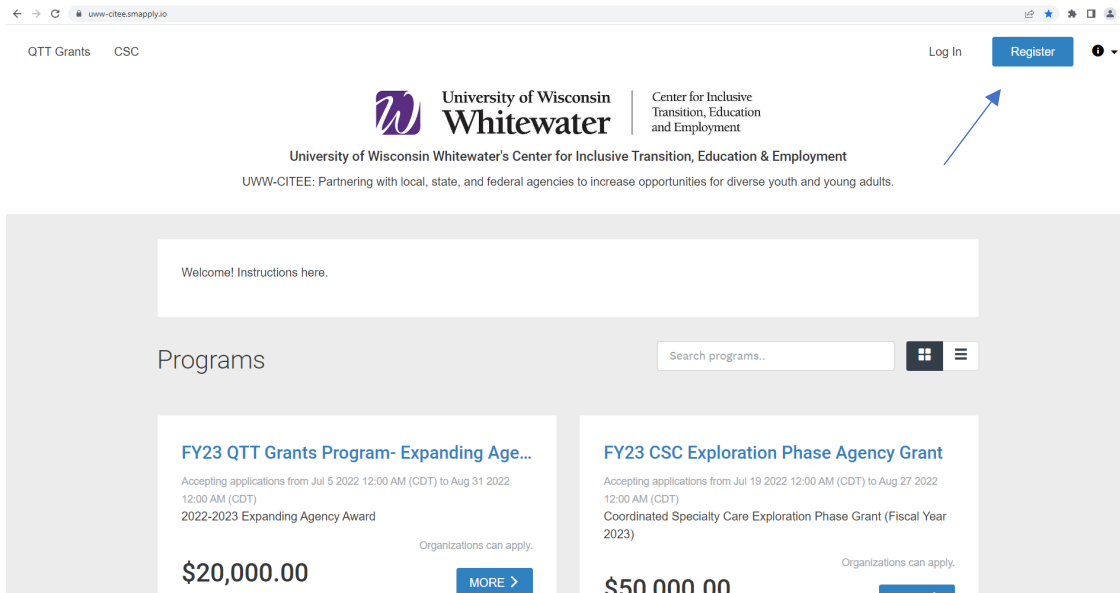 uww-citee.smapply.io
QTT Grants CSC Log In Register
University of Wisconsin
Whitewater
Center for Inclusive
Transition, Education
and Employment
University of Wisconsin Whitewater's Center for Inclusive Transition, Education & Employment
UWW-CITEE: Partnering with local, state, and federal agencies to increase opportunities for diverse youth and young adults.
Welcome! Instructions here.
Programs
Search programs..
FY23 QTT Grants Program- Expanding Age...
Accepting applications from Jul 5 2022 12:00 AM (CDT) to Aug 31 2022
12:00 AM (CDT)
2022-2023 Expanding Agency Award
Organizations can apply.
$20,000.00
MORE
FY23 CSC Exploration Phase Agency Grant
Accepting applications from Jul 19 2022 12:00 AM (CDT) to Aug 27 2022
12:00 AM (CDT)
Coordinated Specialty Care Exploration Phase Grant (Fiscal Year
2023)
Organizations can apply.
$50,000.00